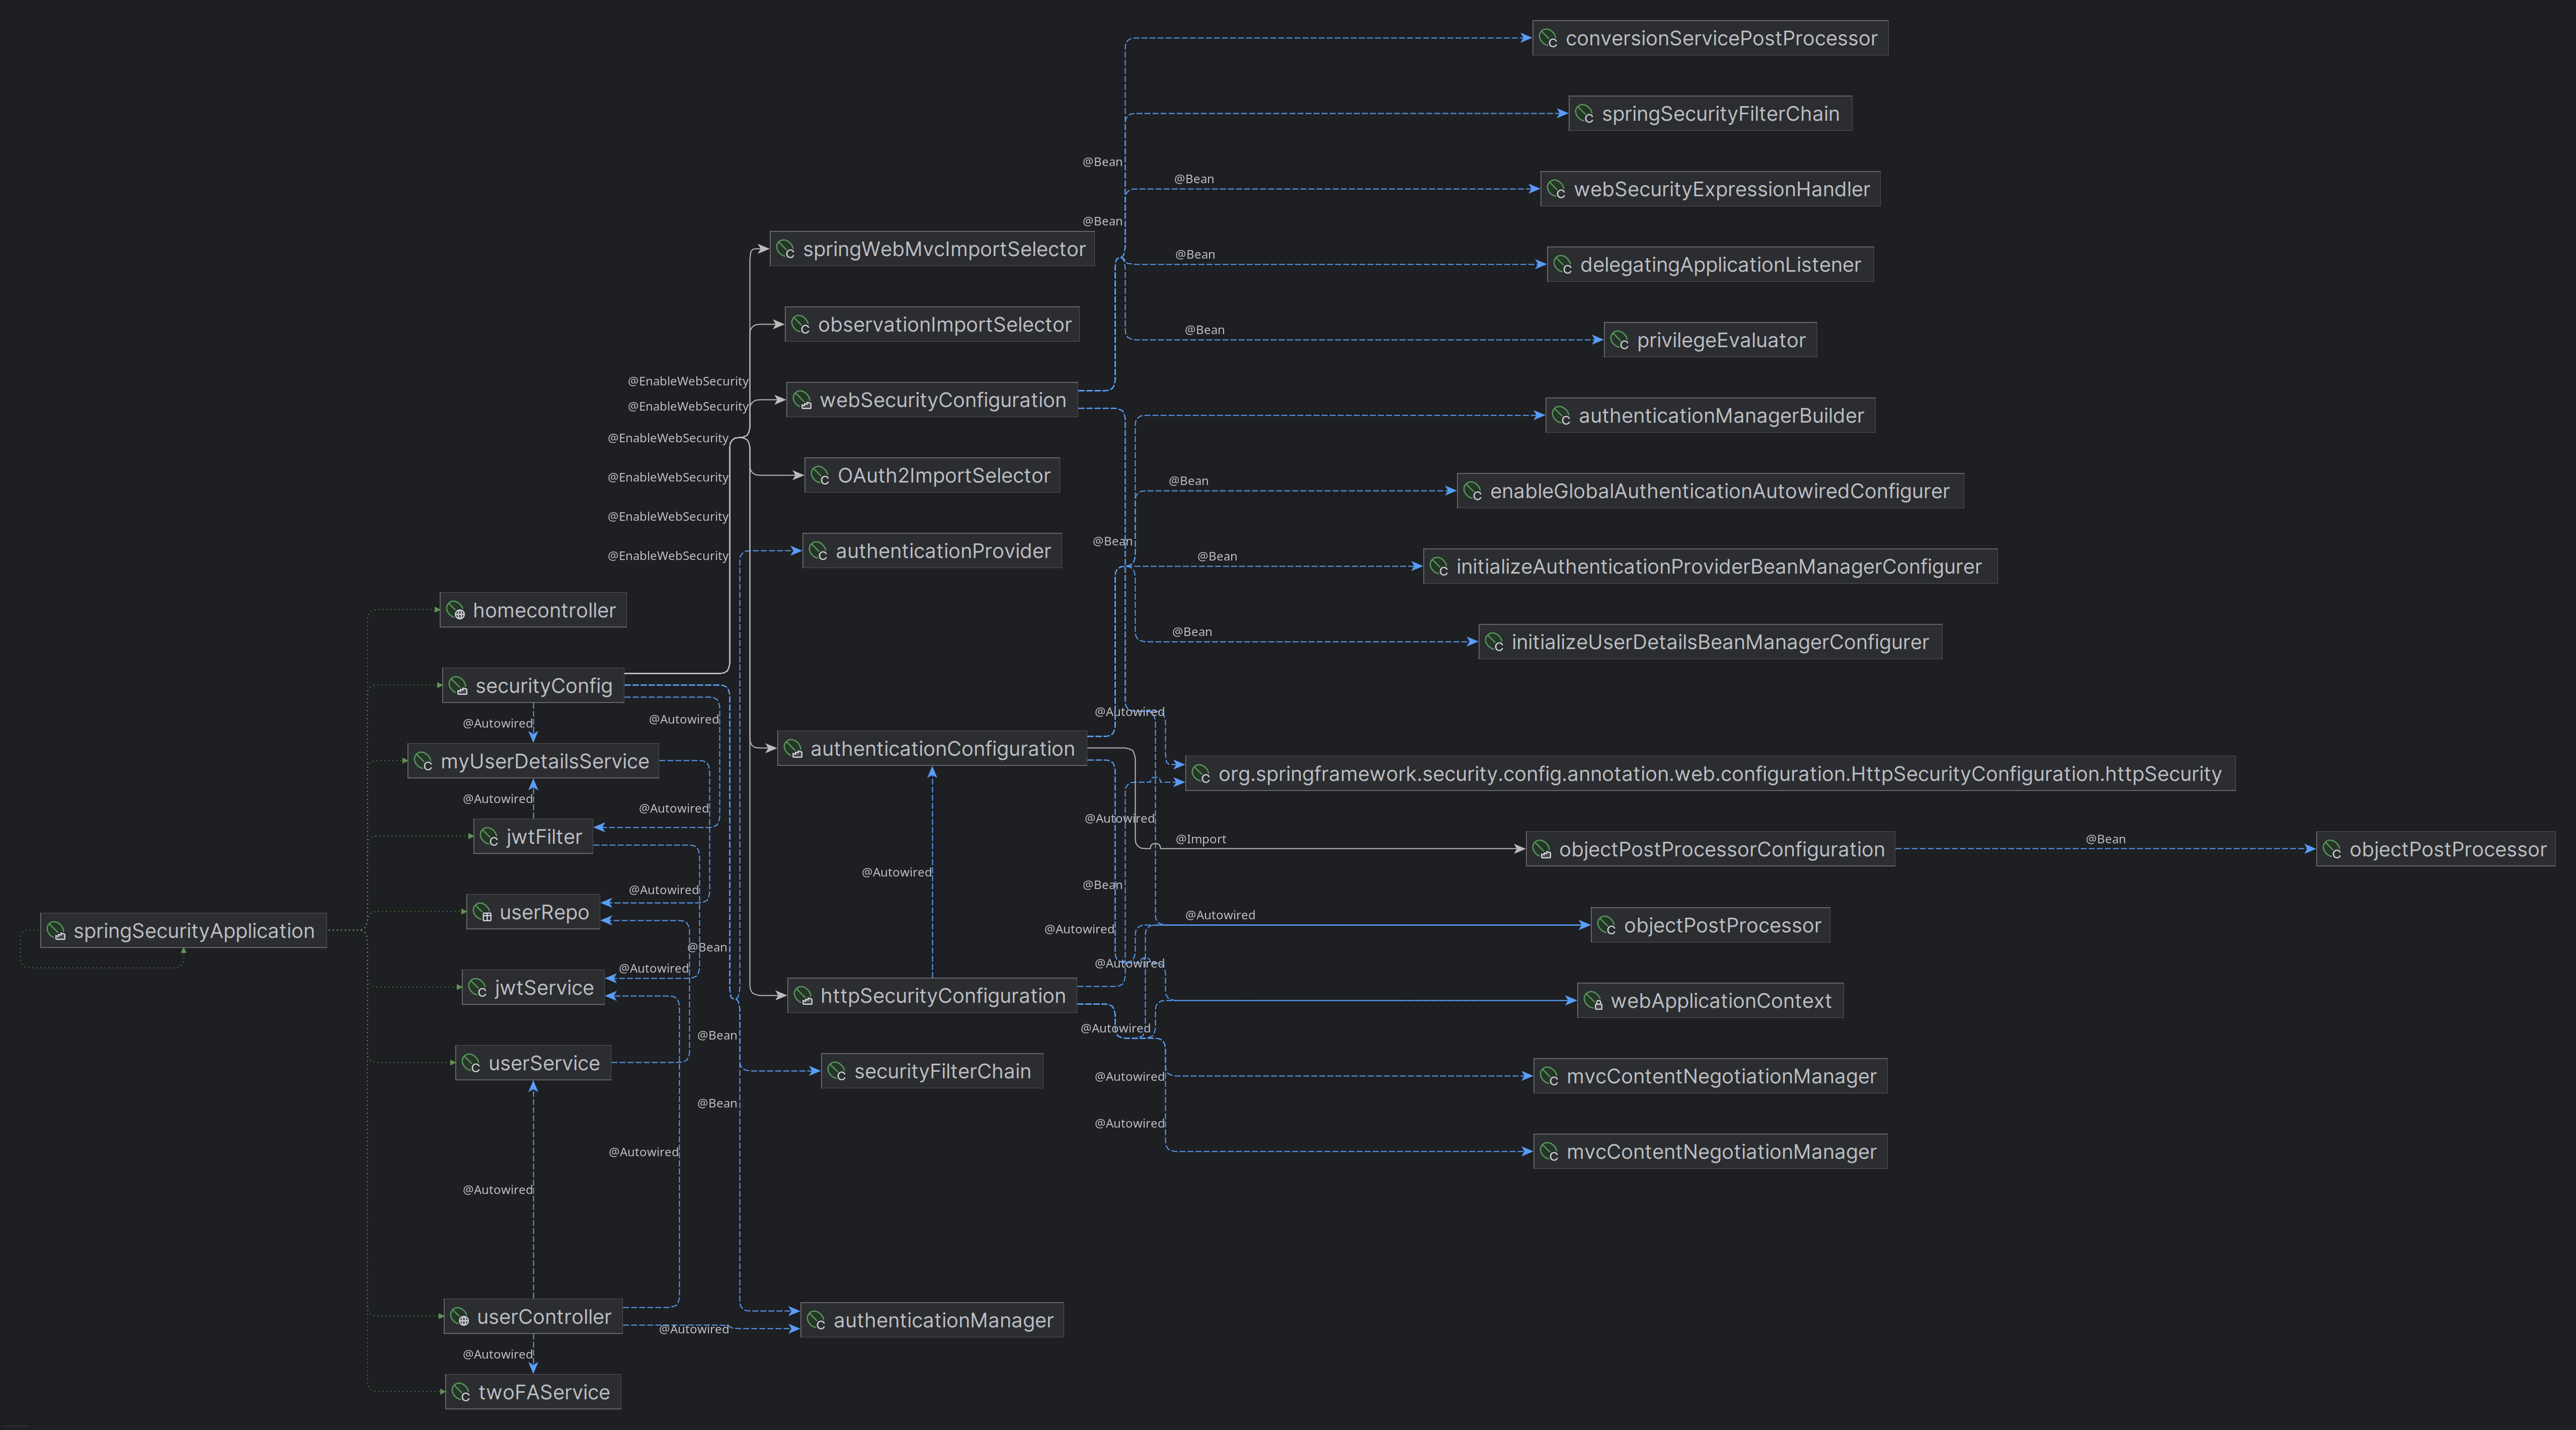 conversionServicePostProcessor
springSecurityFilterChain
@Bean
@Bean
webSecurityExpressionHandler
@Bean
springWebMvcImportSelector
@Bean
delegatingApplicationListener
observationImportSelector
@Bean
privilegeEvaluator
@EnableWebSecurity
webSecurityConfiguration
@EnableWebSecurity
authenticationManagerBuilder
@EnableWebSecurity
@EnableWebSecurity
OAuth2ImportSelector
@Bean
enableGlobalAuthenticationAutowiredConfigurer
@EnableWebSecurity
@Bean
@EnableWebSecurity
authenticationProvider
@Bean
initializeAuthenticationProviderBeanManagerConfigurer
homecontroller
@Bean
initializeUserDetailsBeanManagerConfigurer
securityConfig
@Autowired
@Autowired
@Autowired
myUserDetailsService
authenticationConfiguration
org.springframework.security.config.annotation.web.configuration.HttpSecurityConfiguration.httpSecurity
@Autowired
@Autowired
@Autowired
jwtFilter
@Import
objectPostProcessorConfiguration
@Bean
objectPostProcessor
@Autowired
@Bean
@Autowired
userRepo
@Autowired
objectPostProcessor
springSecurityApplication
@Autowired
@Bean
@Autowired
@Autowired
jwtService
httpSecurityConfiguration
webApplicationContext
@Bean
@Autowired
userService
securityFilterChain
@Autowired
mvcContentNegotiationManager
@Bean
@Autowired
@Autowired
mvcContentNegotiationManager
@Autowired
userController
@Autowired
authenticationManager
@Autowired
twoFAService